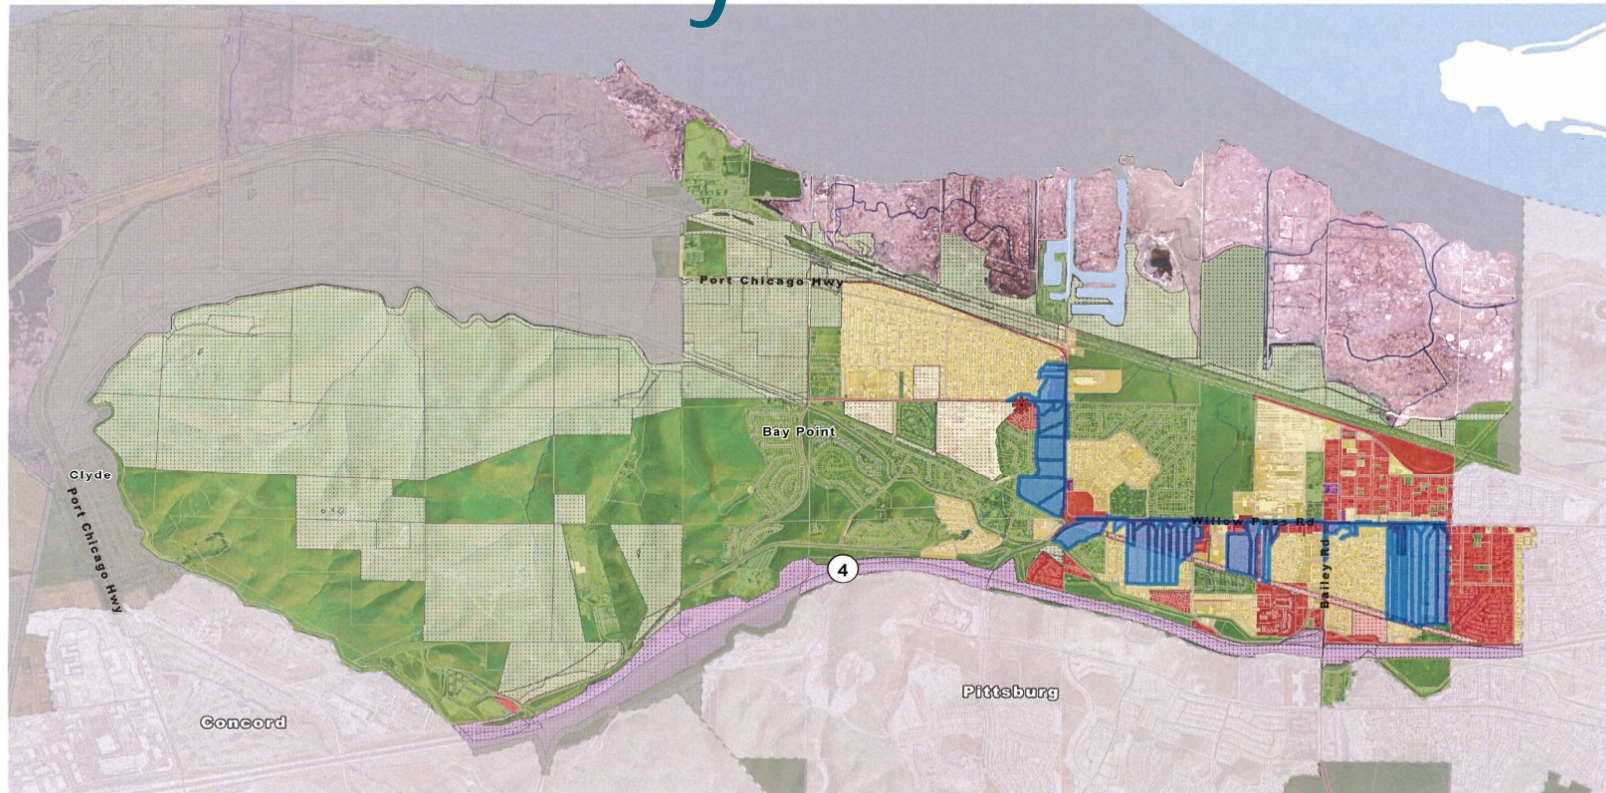 Port Chicago Hwy
Bay Point
Clyde
Port Chicago Hwy
Willow Pass Rd
Bailey Rd
4
Pittsburg
Concord